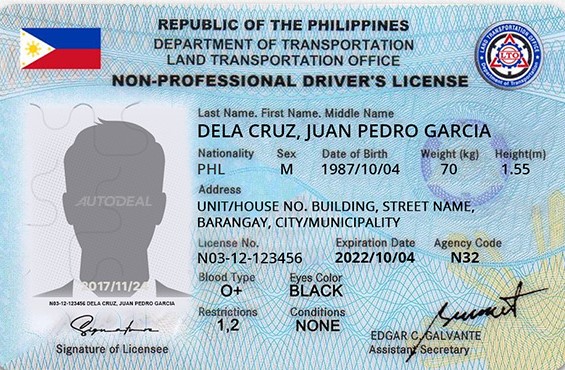 REPUBLIC OF THE PHILIPPINES
DEPARTMENT OF TRANSPORTATION
LAND TRANSPORTATION OFFICE
NON-PROFESSIONAL DRIVER'S LICENSE
LAND TRANSPORTATION OFFICE
LTO
Last Name. First Name. Middle Name
DELA CRUZ, JUAN PEDRO GARCIA
Nationality Sex Date of Birth Weight (kg) Height(m)
PHL M 1987/10/04 70 1.55
Address
UNIT/HOUSE NO. BUILDING, STREET NAME,
BARANGAY, CITY/MUNICIPALITY
License No. Expiration Date Agency Code
N03-12-123456 2022/10/04 N32
Blood Type Eyes Color
O+ BLACK
Restrictions Conditions
1,2 NONE
AUTODEAL
2017/11/24
N03-12-123456 DELA CRUZ, JUAN PEDRO GARCIA
Signature
Signature of Licensee
EDGAR C. GALVANTE
Assistant Secretary